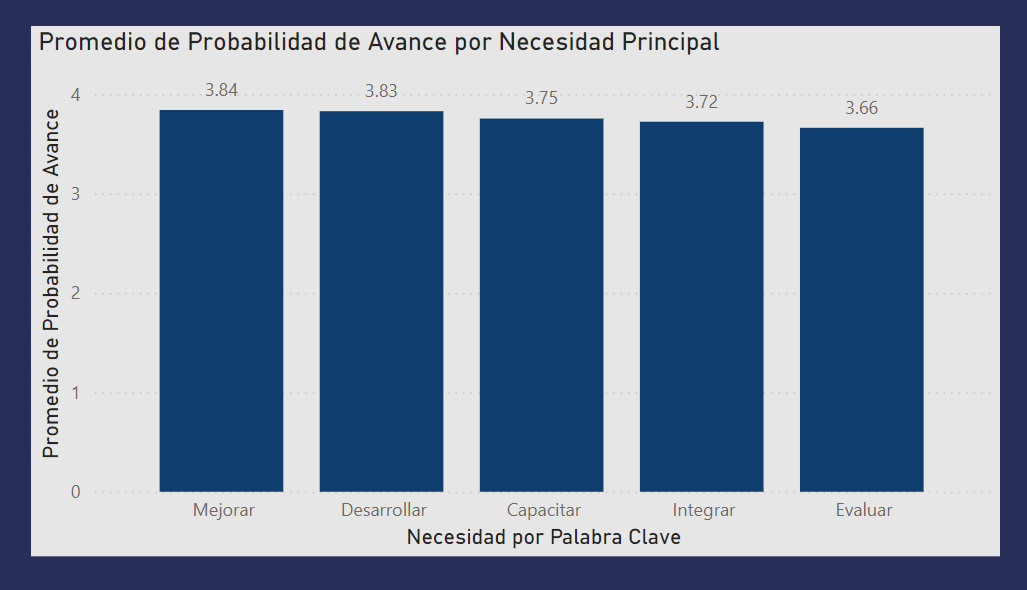 Promedio de Probabilidad de Avance por Necesidad Principal
Promedio de Probabilidad de Avance
4
3
2
1
0
3.84
3.83
3.75
3.72
3.66
Mejorar
Desarrollar
Capacitar
Integrar
Evaluar
Necesidad por Palabra Clave